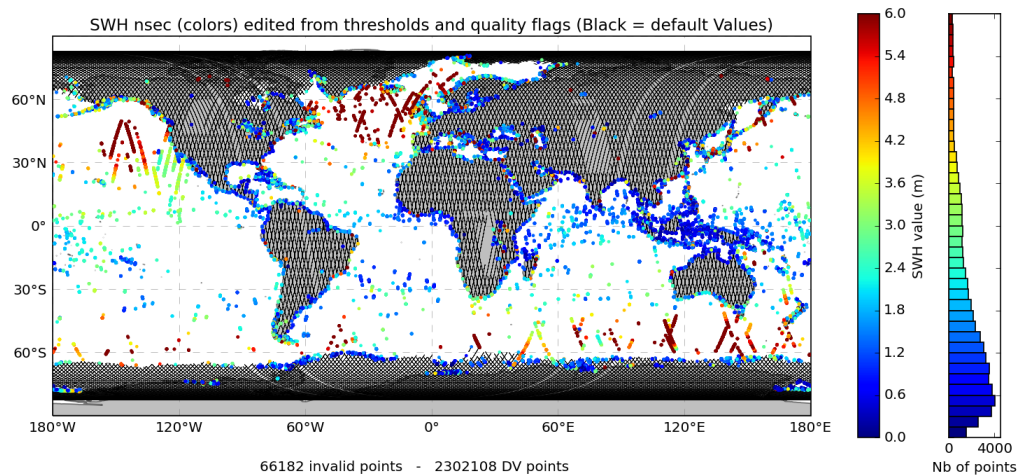 SWH nsec (colors) edited from thresholds and quality flags (Black = default Values)
60°N
30°N
0°
30°S
60°S
180°W 120°W 60°W 0° 60°E 120°E 180°E
66182 invalid points - 2302108 DV points
6.0
5.4
4.8
4.2
3.6
3.0
2.4
1.8
1.2
0.6
0.0
SWH value (m)
0 4000
Nb of points